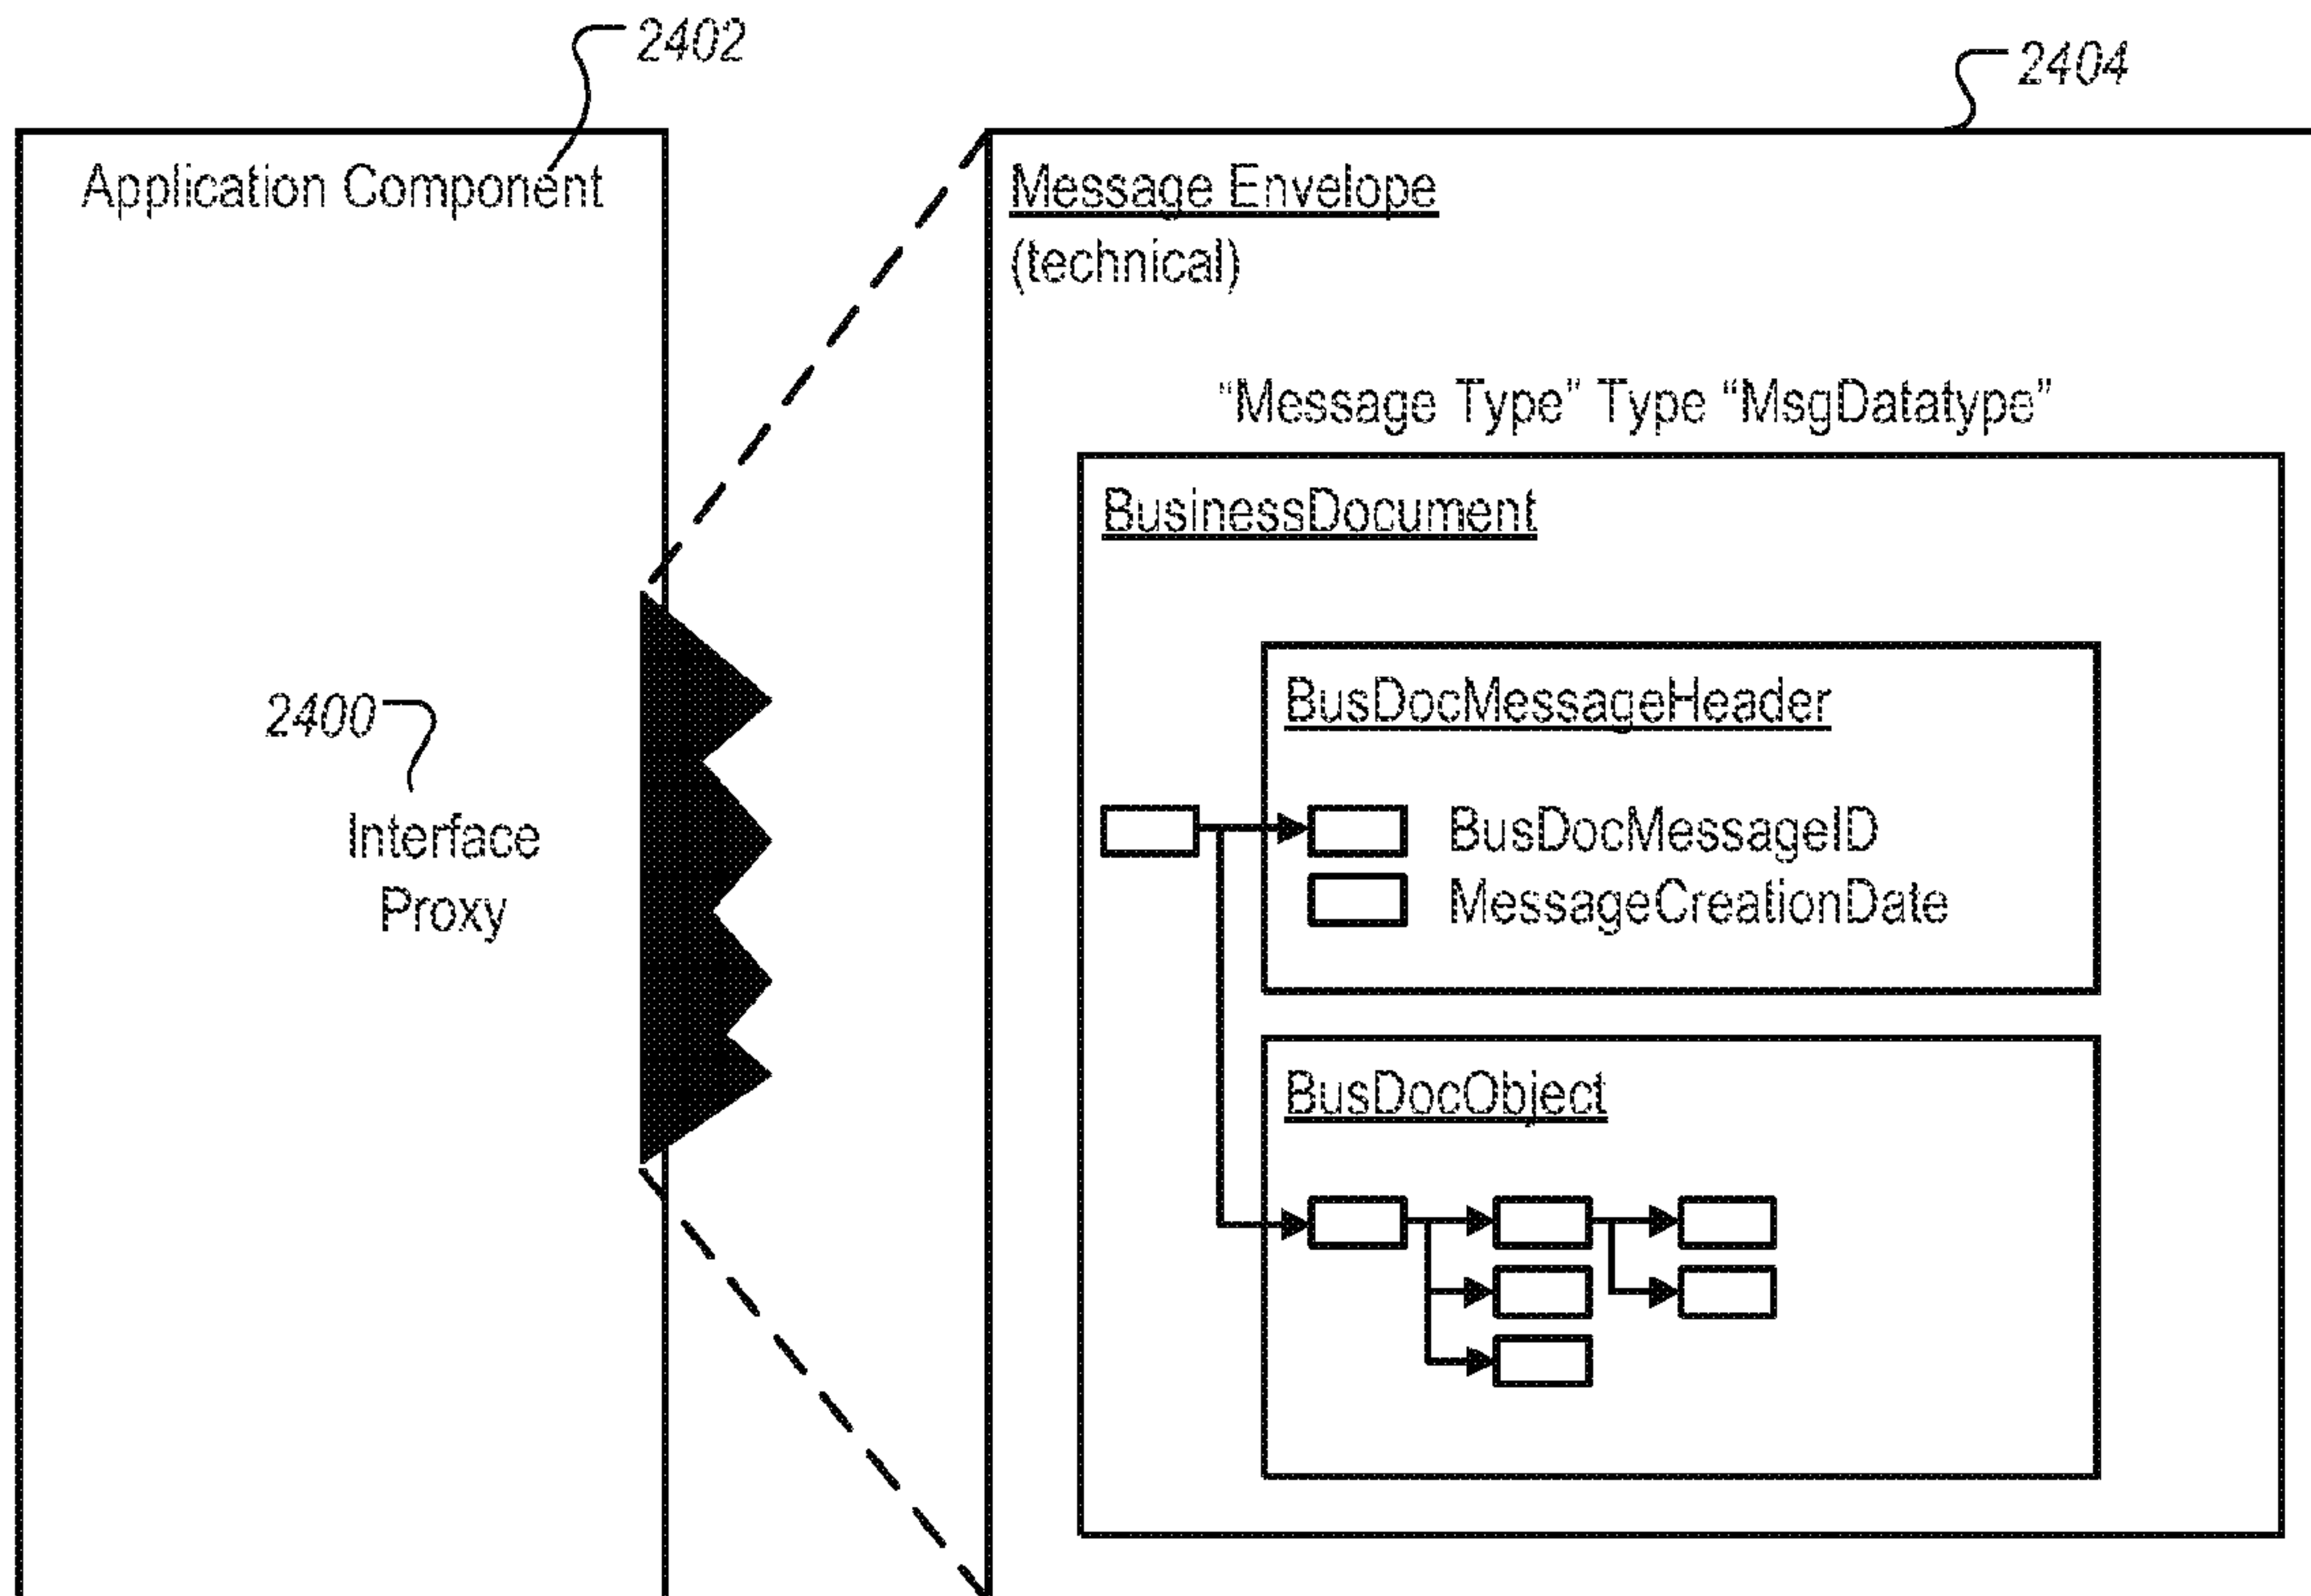 2402
2404
Application Component
Message Envelope
(technical)
“Message Type” Type “MsgDatatype”
BusinessDocument
BusDocMessageHeader
2400
Interface
Proxy
BusDocMessageID
MessageCreationDate
BusDocObject